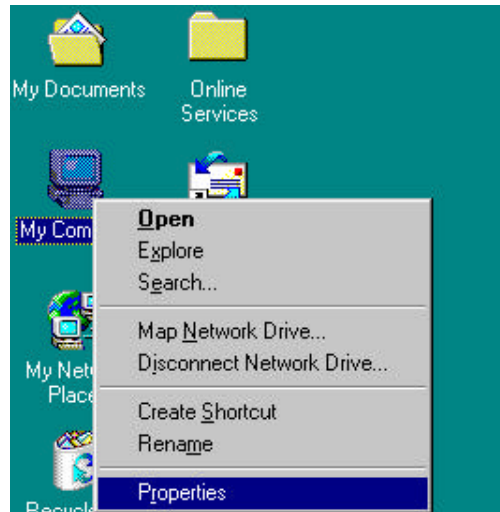 My Documents
Online
Services
My Com
Open
Explore
Search...
Map Network Drive...
Disconnect Network Drive...
My Net
Place
Create Shortcut
Rename
Properties